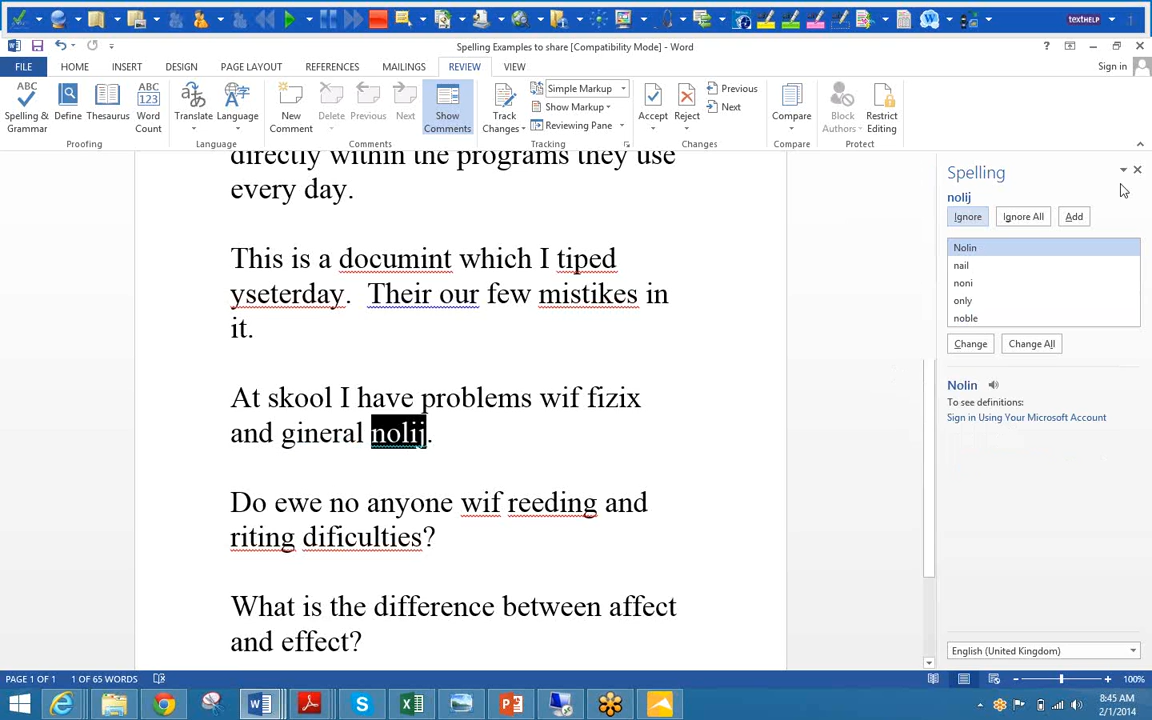 texthelp
Spelling Examples to share [Compatibility Mode] - Word
FILE HOME INSERT DESIGN PAGE LAYOUT REFERENCES MAILINGS REVIEW VIEW Sign in
Spelling & Grammar
Define
Thesaurus
Word Count
Proofing
Translate
Language
Language
New Comment
Delete
Previous
Next
Show Comments
Comments
Track Changes
Simple Markup
Show Markup
Reviewing Pane
Tracking
Accept
Reject
Previous
Next
Changes
Compare
Compare
Block Authors
Restrict Editing
Protect
directly within the programs they use
every day.
This is a documint which I tiped
yseterday. Their our few mistikes in
it.
At skool I have problems wif fizix
and gineral nolij.
Do ewe no anyone wif reeding and
riting dificulties?
What is the difference between affect
and effect?
Spelling
nolij
Ignore Ignore All Add
Nolin
nail
noni
only
noble
Change Change All
Nolin
To see definitions:
Sign in Using Your Microsoft Account
English (United Kingdom)
PAGE 1 OF 1 1 OF 65 WORDS 100%
8:45 AM
2/1/2014